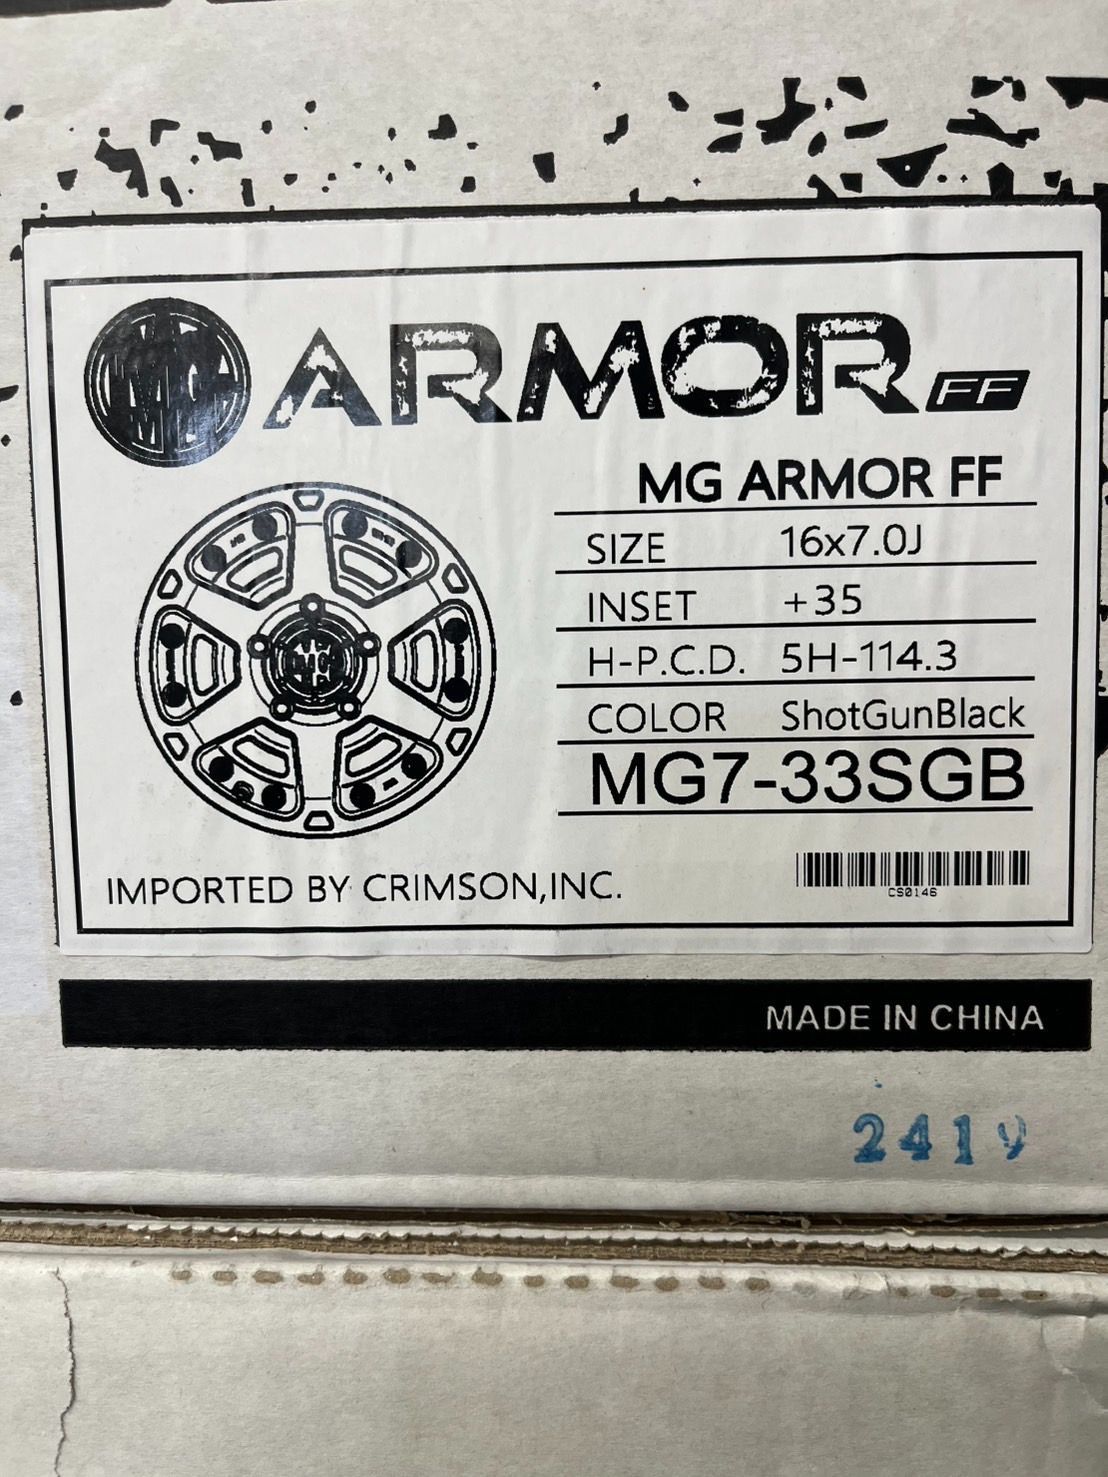 ARMOR FF
MG ARMOR FF
SIZE 16x7.0J
INSET +35
H-P.C.D. 5H-114.3
COLOR ShotGunBlack
MG7-33SGB
IMPORTED BY CRIMSON,INC.
CS0146
MADE IN CHINA
2419